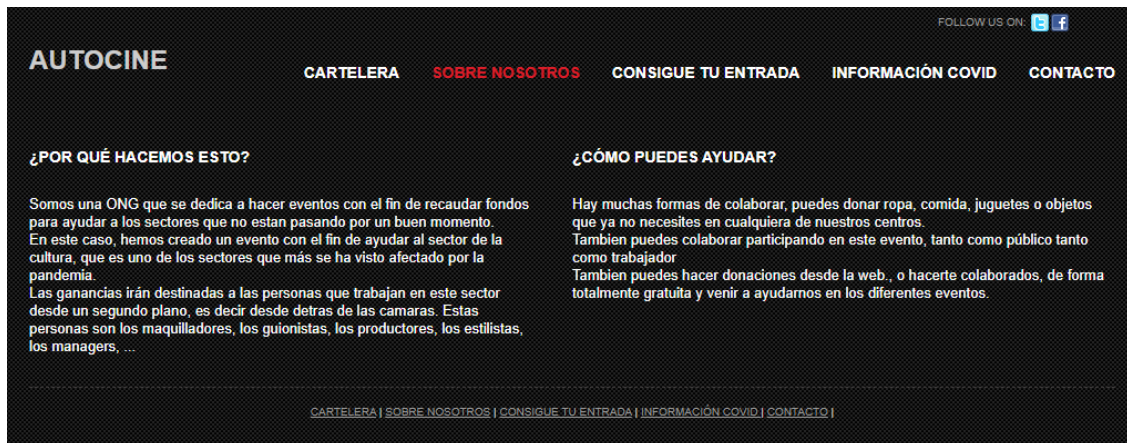 FOLLOW US ON:
AUTOCINE
CARTELERA SOBRE NOSOTROS CONSIGUE TU ENTRADA INFORMACIÓN COVID CONTACTO
¿POR QUÉ HACEMOS ESTO?
Somos una ONG que se dedica a hacer eventos con el fin de recaudar fondos
para ayudar a los sectores que no estan pasando por un buen momento.
En este caso, hemos creado un evento con el fin de ayudar al sector de la
cultura, que es uno de los sectores que más se ha visto afectado por la
pandemia.
Las ganancias irán destinadas a las personas que trabajan en este sector
desde un segundo plano, es decir desde detras de las camaras. Estas
personas son los maquilladores, los guionistas, los productores, los estilistas,
los managers, ...
¿CÓMO PUEDES AYUDAR?
Hay muchas formas de colaborar, puedes donar ropa, comida, juguetes o objetos
que ya no necesites en cualquiera de nuestros centros.
Tambien puedes colaborar participando en este evento, tanto como público tanto
como trabajador
Tambien puedes hacer donaciones desde la web., o hacerte colaborados, de forma
totalmente gratuita y venir a ayudarnos en los diferentes eventos.
CARTELERA | SOBRE NOSOTROS | CONSIGUE TU ENTRADA | INFORMACIÓN COVID | CONTACTO |